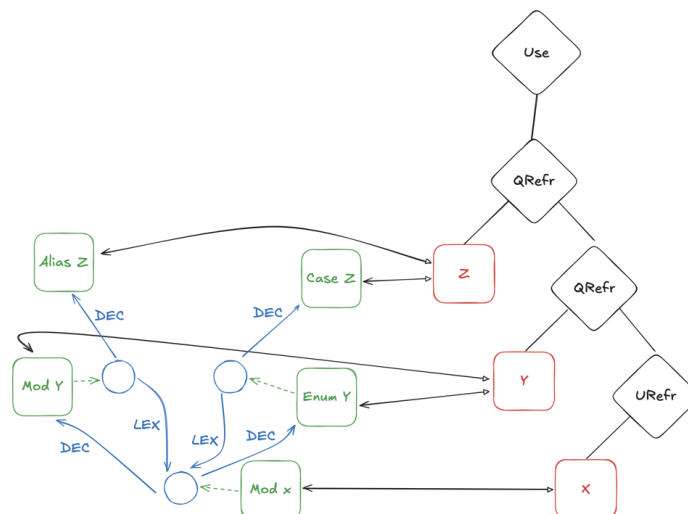 Use
QRefr
Alias Z
Case Z
Z
QRefr
DEC
DEC
Mod Y
Enum Y
Y
URefr
LEX
LEX
DEC
DEC
Mod x
X